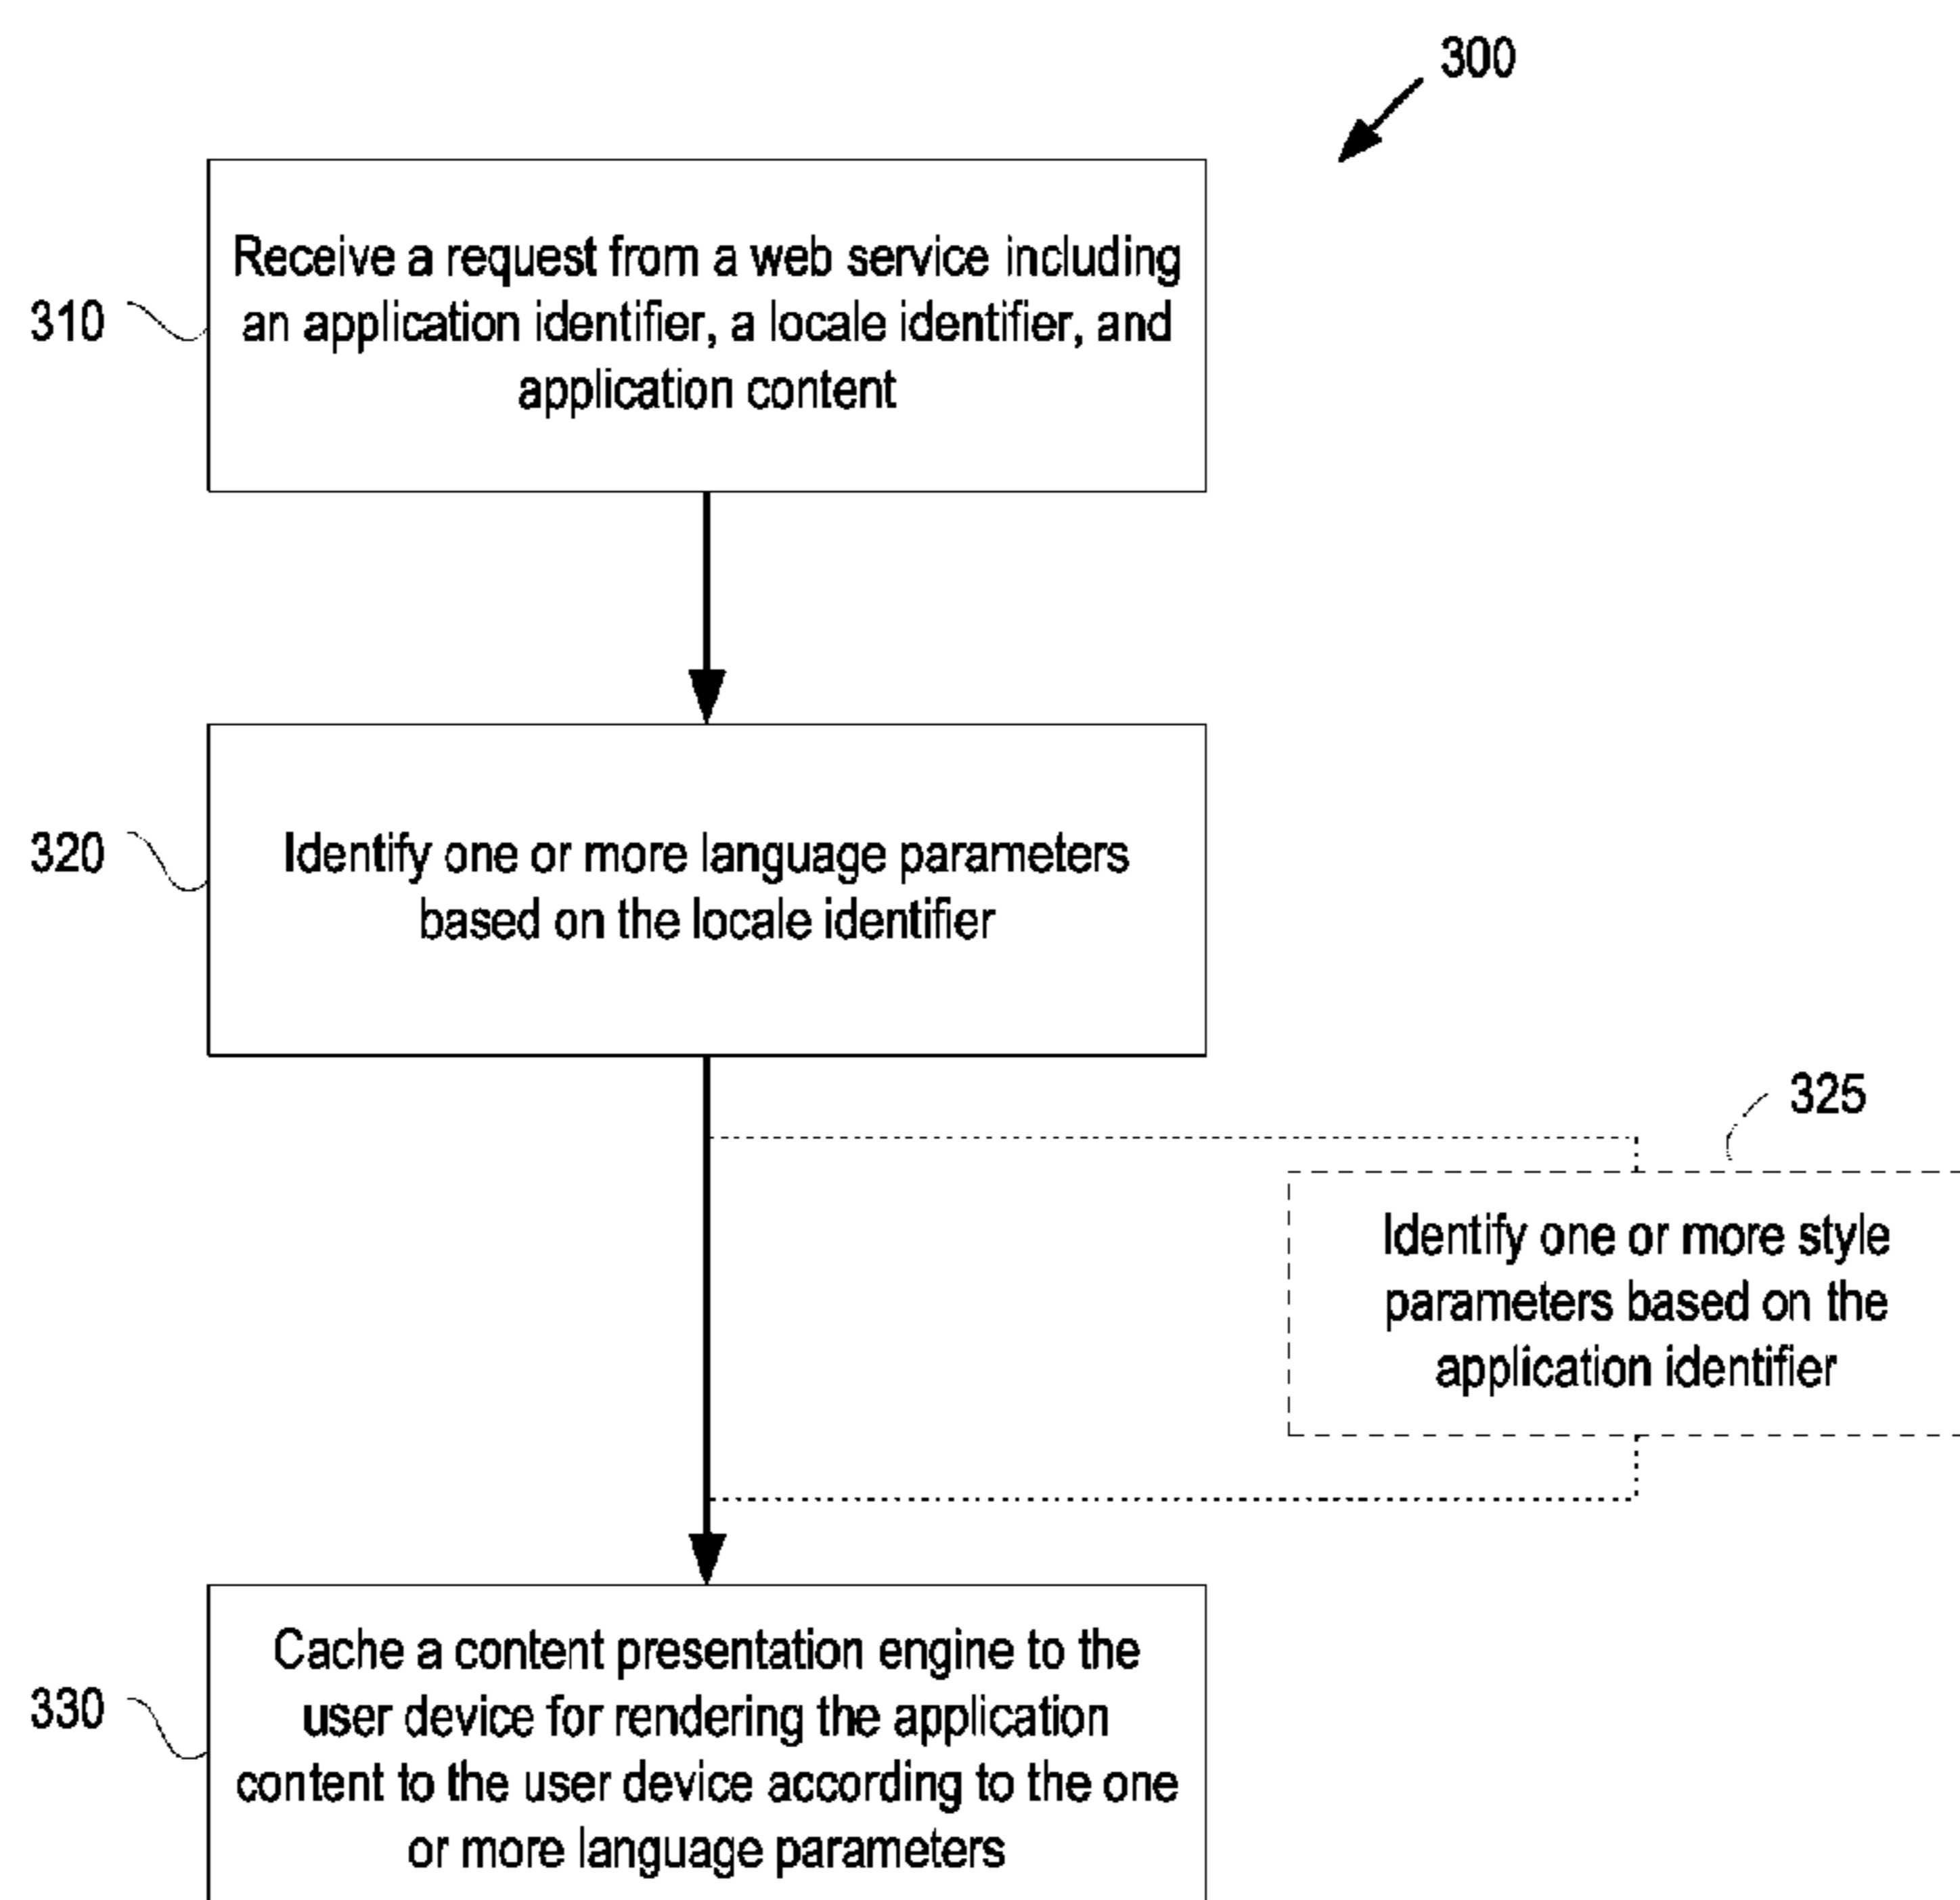 300
310
Receive a request from a web service including
an application identifier, a locale identifier, and
application content
320
Identify one or more language parameters
based on the locale identifier
325
Identify one or more style
parameters based on the
application identifier
330
Cache a content presentation engine to the
user device for rendering the application
content to the user device according to the one
or more language parameters